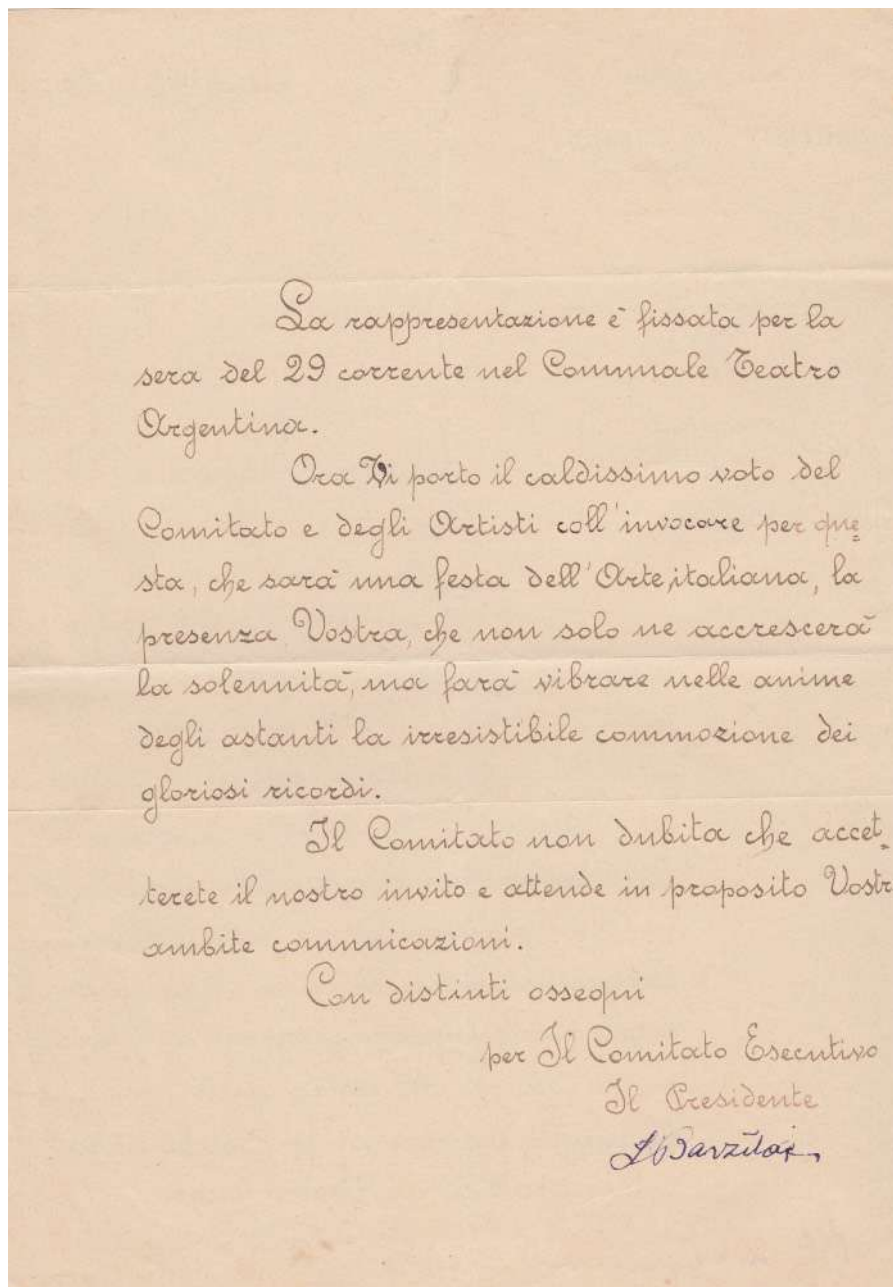 La rappresentazione è fissata per la
sera del 29 corrente nel Comunale Teatro
Argentina.
Ora Vi porto il caldissimo voto del
Comitato e degli Artisti coll'invocare per que=
sta, che sarà una festa dell'Arte italiana, la
presenza Vostra, che non solo ne accrescerà
la solennità, ma farà vibrare nelle anime
degli astanti la irresistibile commozione dei
gloriosi ricordi.
Il Comitato non dubita che accet=
terete il nostro invito e attende in proposito Vostr
ambite comunicazioni.
Con distinti ossequi
per Il Comitato Esecutivo
Il Presidente
SBarzilai